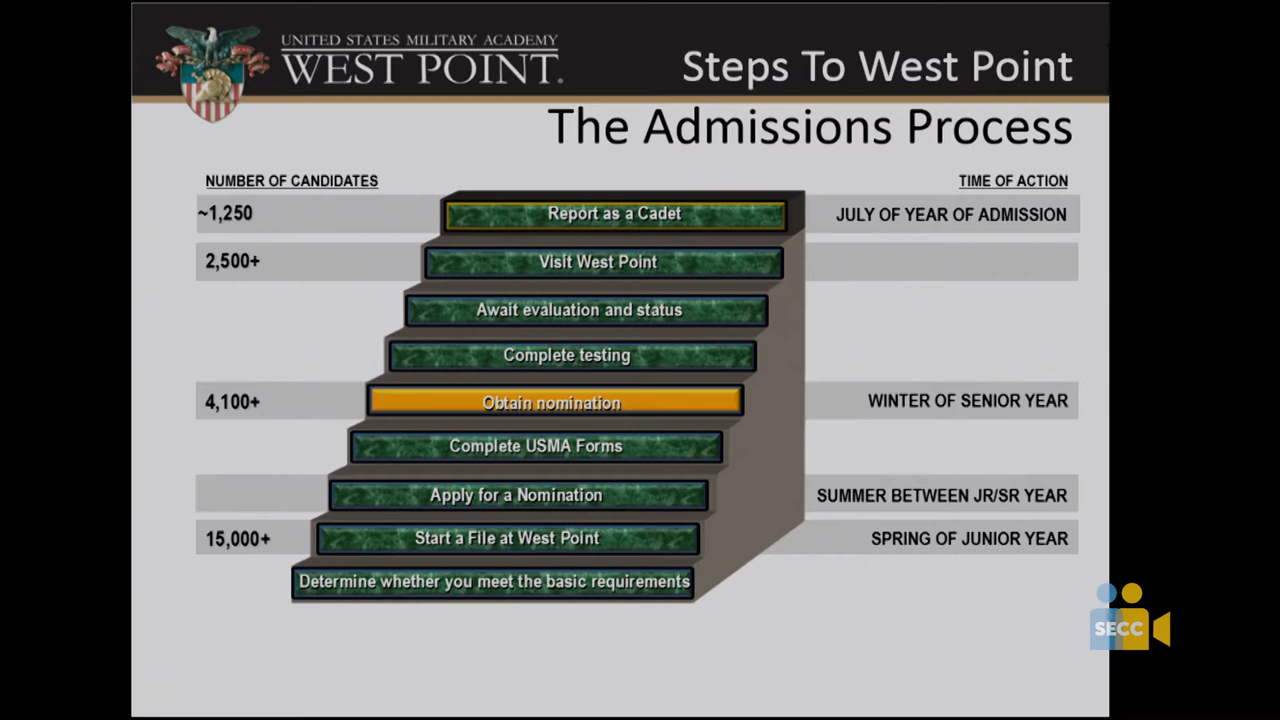 UNITED STATES MILITARY ACADEMY
WEST POINT.
Steps To West Point
The Admissions Process
NUMBER OF CANDIDATES
TIME OF ACTION
~1,250
Report as a Cadet
JULY OF YEAR OF ADMISSION
2,500+
Visit West Point
Await evaluation and status
Complete testing
4,100+
Obtain nomination
WINTER OF SENIOR YEAR
Complete USMA Forms
Apply for a Nomination
SUMMER BETWEEN JR/SR YEAR
15,000+
Start a File at West Point
SPRING OF JUNIOR YEAR
Determine whether you meet the basic requirements
SECC